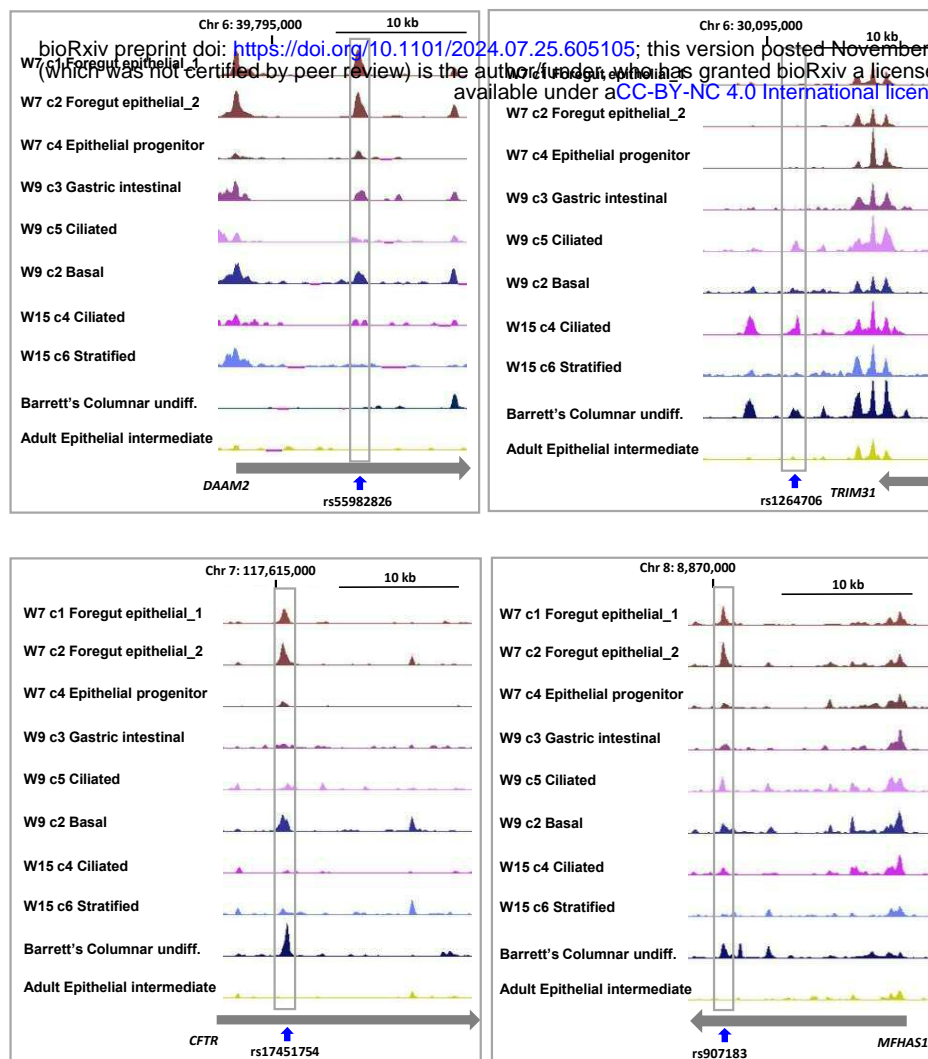 Chr 6: 39,795,000
10 kb
bioRxiv preprint doi: https://doi.org/10.1101/2024.07.25.605105; this version posted November
(which was not certified by peer review) is the author/funder, who has granted bioRxiv a license
available under aCC-BY-NC 4.0 International licen
W7 c1 Foregut epithelial_1
W7 c2 Foregut epithelial_2
W7 c4 Epithelial progenitor
W9 c3 Gastric intestinal
W9 c5 Ciliated
W9 c2 Basal
W15 c4 Ciliated
W15 c6 Stratified
Barrett's Columnar undiff.
Adult Epithelial intermediate
DAAM2
rs55982826
Chr 6: 30,095,000
10 kb
W7 c1 Foregut epithelial_1
W7 c2 Foregut epithelial_2
W7 c4 Epithelial progenitor
W9 c3 Gastric intestinal
W9 c5 Ciliated
W9 c2 Basal
W15 c4 Ciliated
W15 c6 Stratified
Barrett's Columnar undiff.
Adult Epithelial intermediate
TRIM31
rs1264706
Chr 7: 117,615,000
10 kb
W7 c1 Foregut epithelial_1
W7 c2 Foregut epithelial_2
W7 c4 Epithelial progenitor
W9 c3 Gastric intestinal
W9 c5 Ciliated
W9 c2 Basal
W15 c4 Ciliated
W15 c6 Stratified
Barrett's Columnar undiff.
Adult Epithelial intermediate
CFTR
rs17451754
Chr 8: 8,870,000
10 kb
W7 c1 Foregut epithelial_1
W7 c2 Foregut epithelial_2
W7 c4 Epithelial progenitor
W9 c3 Gastric intestinal
W9 c5 Ciliated
W9 c2 Basal
W15 c4 Ciliated
W15 c6 Stratified
Barrett's Columnar undiff.
Adult Epithelial intermediate
MFHAS1
rs907183